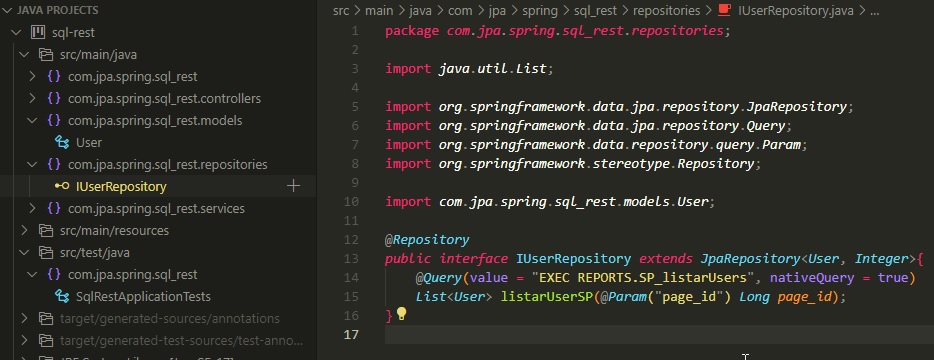 JAVA PROJECTS
sql-rest
src/main/java
com.jpa.spring.sql_rest
com.jpa.spring.sql_rest.controllers
com.jpa.spring.sql_rest.models
User
com.jpa.spring.sql_rest.repositories
IUserRepository
com.jpa.spring.sql_rest.services
src/main/resources
src/test/java
com.jpa.spring.sql_rest
SqlRestApplicationTests
target/generated-sources/annotations
target/generated-test-sources/test-anno...
src > main > java > com > jpa > spring > sql_rest > repositories > IUserRepository.java > ...
1 package com.jpa.spring.sql_rest.repositories;
2
3 import java.util.List;
4
5 import org.springframework.data.jpa.repository.JpaRepository;
6 import org.springframework.data.jpa.repository.Query;
7 import org.springframework.data.repository.query.Param;
8 import org.springframework.stereotype.Repository;
9
10 import com.jpa.spring.sql_rest.models.User;
11
12 @Repository
13 public interface IUserRepository extends JpaRepository<User, Integer>{
14 @Query(value = "EXEC REPORTS.SP_listarUsers", nativeQuery = true)
15 List<User> listarUserSP(@Param("page_id") Long page_id);
16 }
17